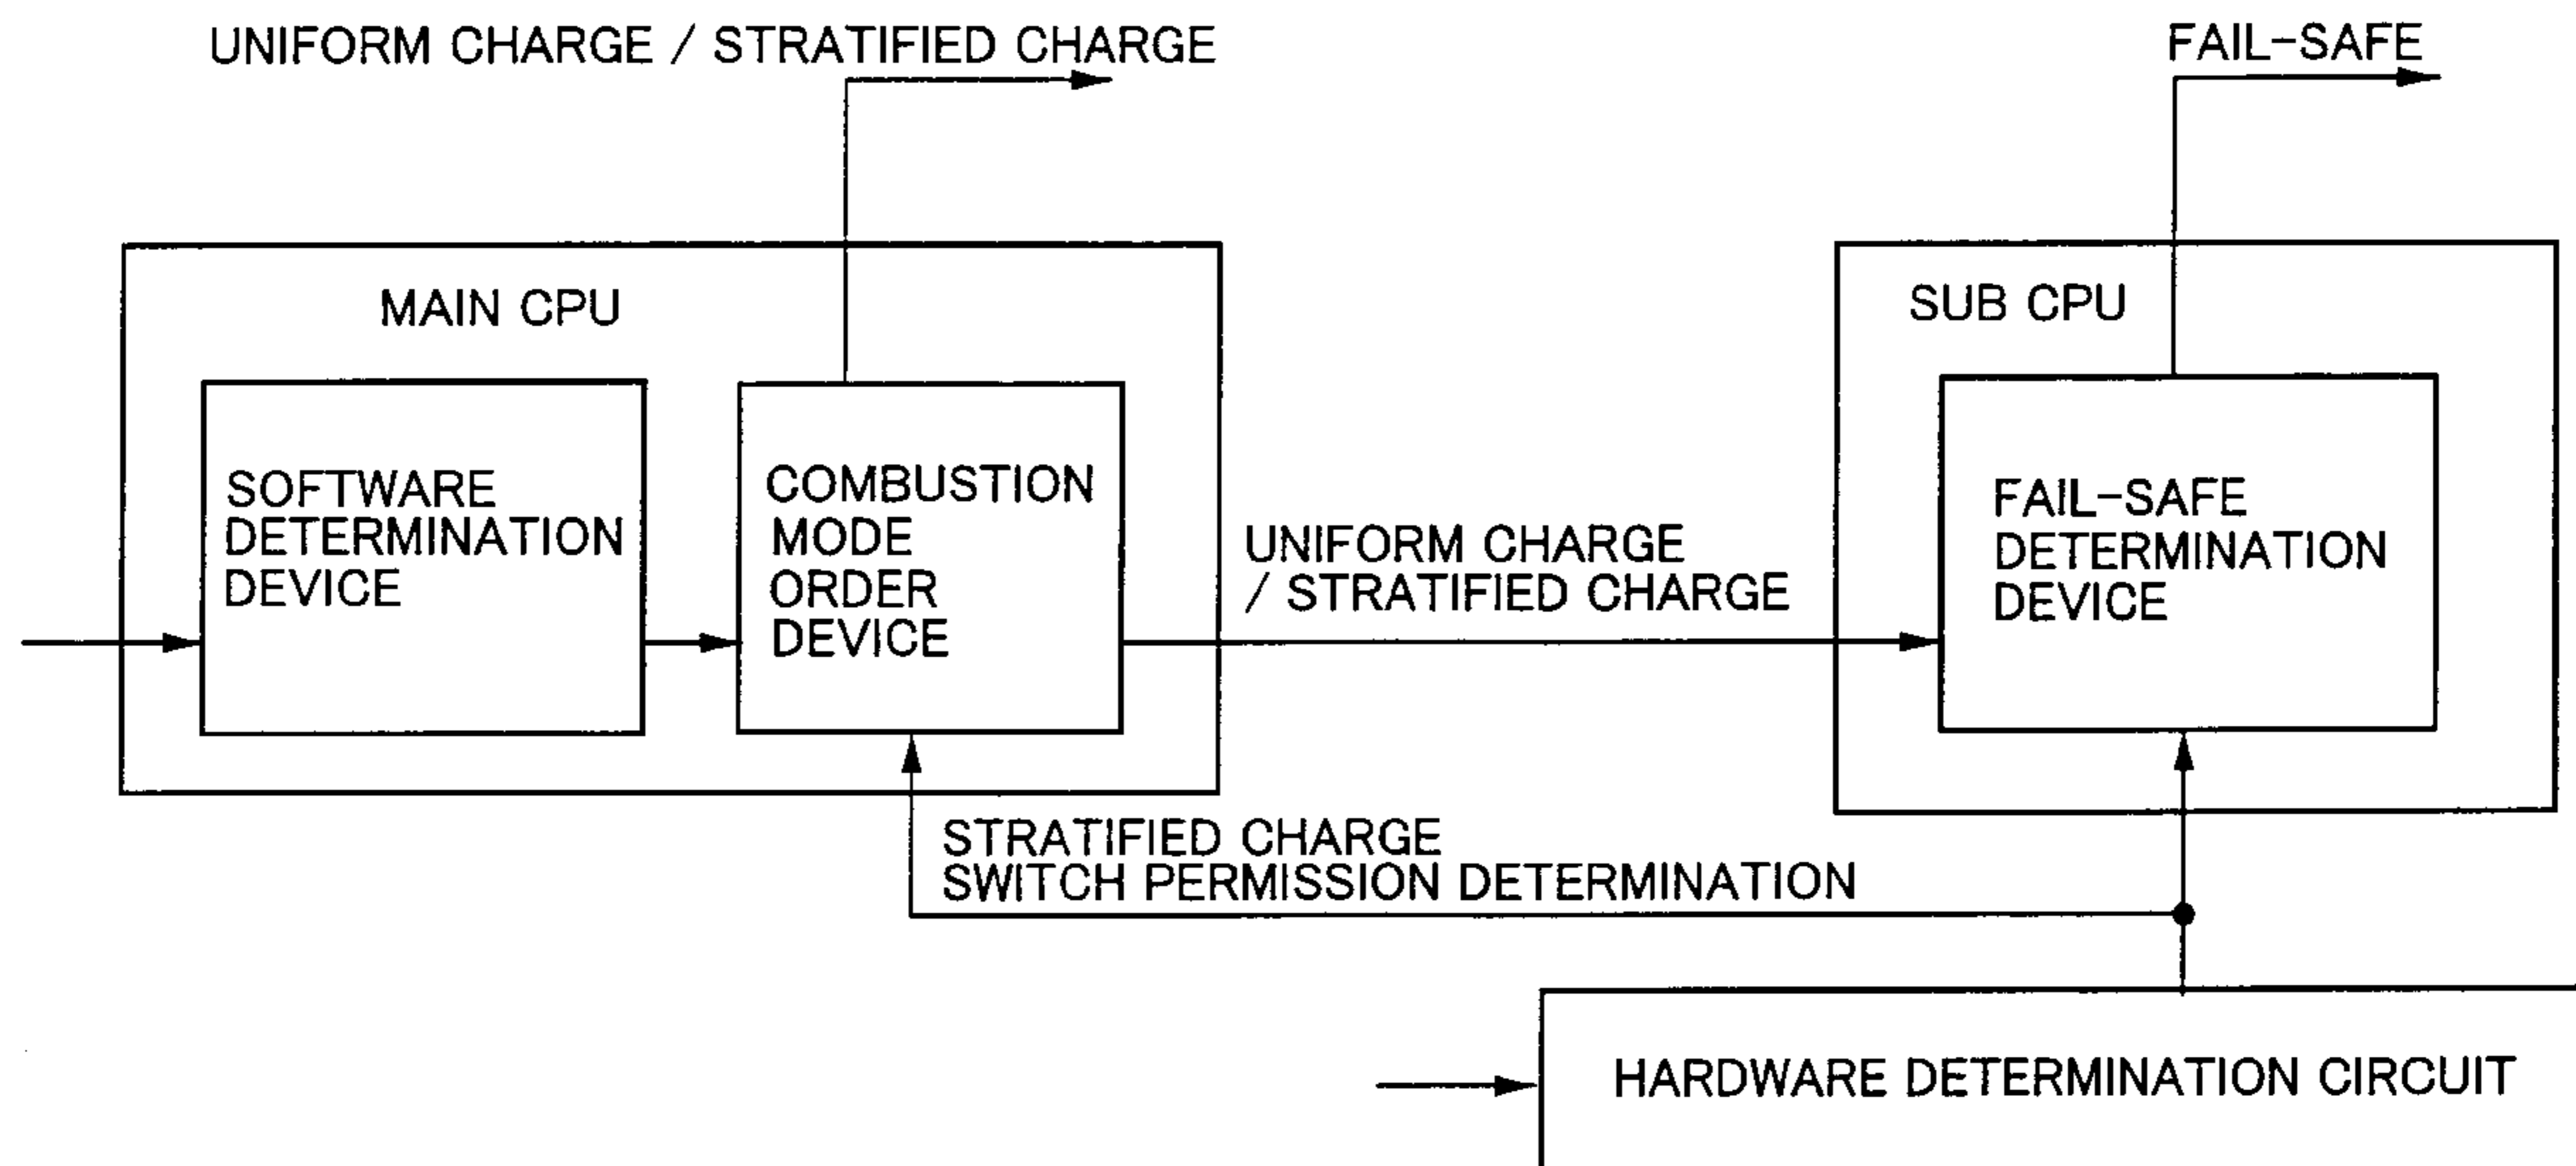 UNIFORM CHARGE / STRATIFIED CHARGE
FAIL-SAFE
MAIN CPU
SUB CPU
SOFTWARE
DETERMINATION
DEVICE
COMBUSTION
MODE
ORDER
DEVICE
UNIFORM CHARGE
/ STRATIFIED CHARGE
FAIL-SAFE
DETERMINATION
DEVICE
STRATIFIED CHARGE
SWITCH PERMISSION DETERMINATION
HARDWARE DETERMINATION CIRCUIT